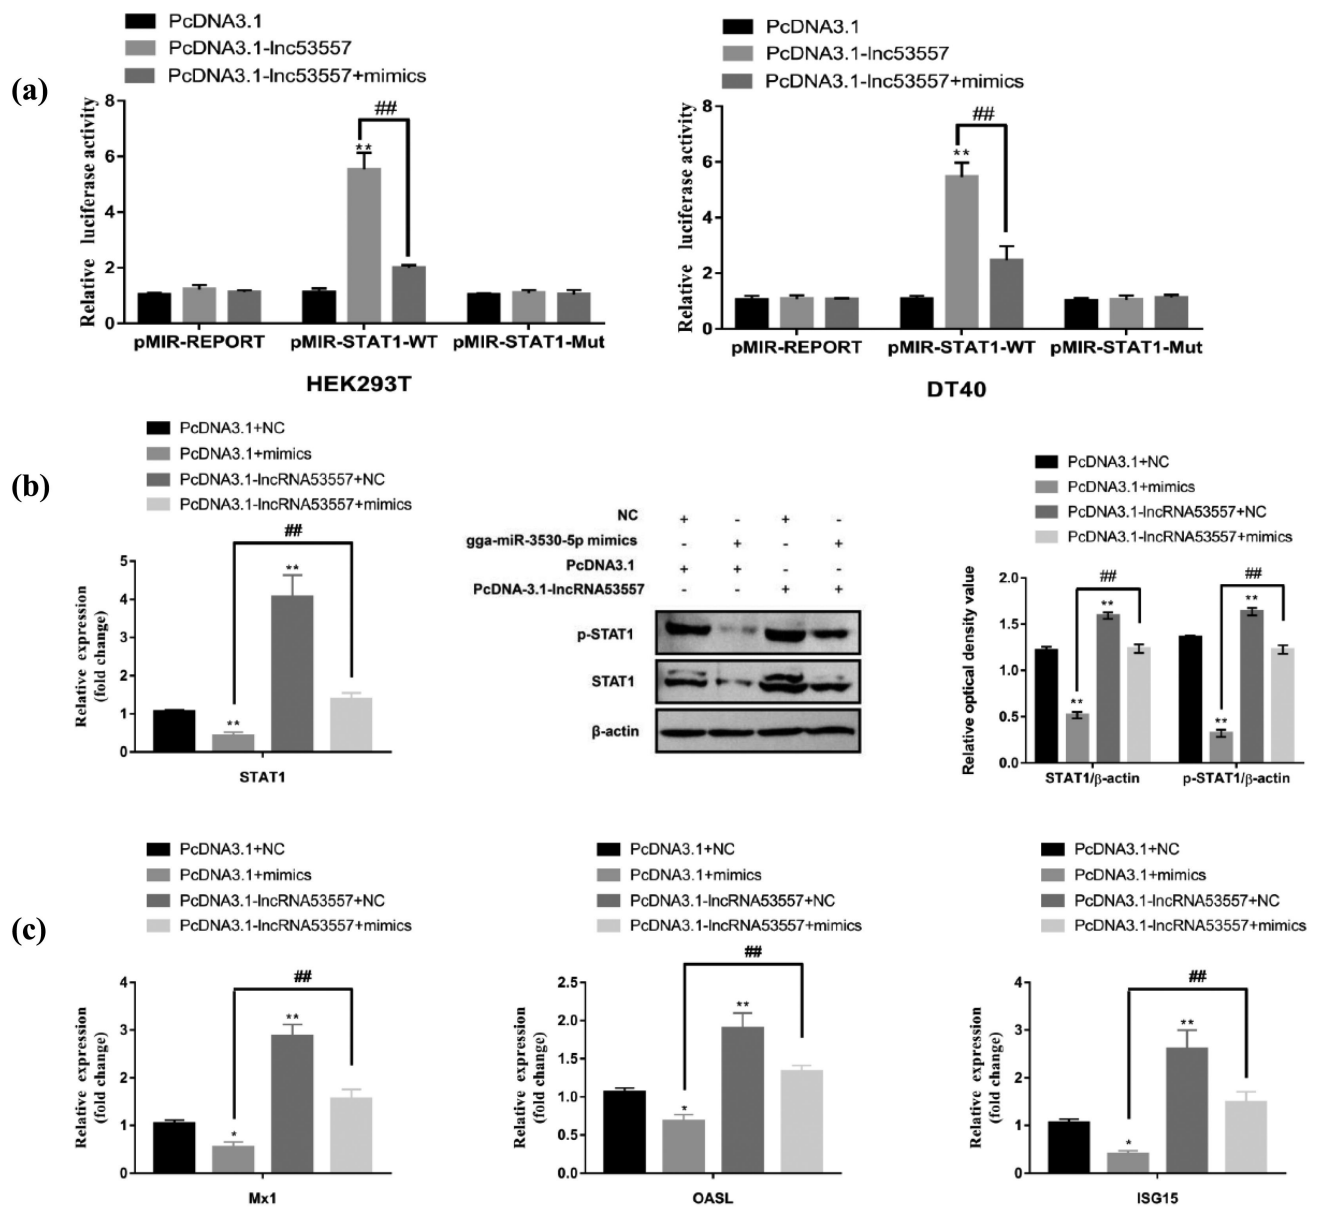 (a)
PcDNA3.1
PcDNA3.1-lnc53557
PcDNA3.1-lnc53557+mimics
Relative luciferase activity
8
6
4
2
0
##
**
pMIR-REPORT pMIR-STAT1-WT pMIR-STAT1-Mut
HEK293T
PcDNA3.1
PcDNA3.1-lnc53557
PcDNA3.1-lnc53557+mimics
Relative luciferase activity
8
6
4
2
0
##
**
pMIR-REPORT pMIR-STAT1-WT pMIR-STAT1-Mut
DT40
(b)
PcDNA3.1+NC
PcDNA3.1+mimics
PcDNA3.1-lncRNA53557+NC
PcDNA3.1-lncRNA53557+mimics
Relative expression
(fold change)
5
4
3
2
1
0
##
**
**
STAT1
NC + - + -
gga-miR-3530-5p mimics - + - +
PcDNA3.1 + + - -
PcDNA-3.1-lncRNA53557 - - + +
p-STAT1
STAT1
β-actin
PcDNA3.1+NC
PcDNA3.1+mimics
PcDNA3.1-lncRNA53557+NC
PcDNA3.1-lncRNA53557+mimics
Relative optical density value
2.0
1.5
1.0
0.5
0.0
## ##
** **
** **
STAT1/β-actin p-STAT1/β-actin
(c)
PcDNA3.1+NC
PcDNA3.1+mimics
PcDNA3.1-lncRNA53557+NC
PcDNA3.1-lncRNA53557+mimics
Relative expression
(fold change)
4
3
2
1
0
##
**
*
Mx1
PcDNA3.1+NC
PcDNA3.1+mimics
PcDNA3.1-lncRNA53557+NC
PcDNA3.1-lncRNA53557+mimics
Relative expression
(fold change)
2.5
2.0
1.5
1.0
0.5
0.0
##
**
*
OASL
PcDNA3.1+NC
PcDNA3.1+mimics
PcDNA3.1-lncRNA53557+NC
PcDNA3.1-lncRNA53557+mimics
Relative expression
(fold change)
4
3
2
1
0
##
**
*
ISG15